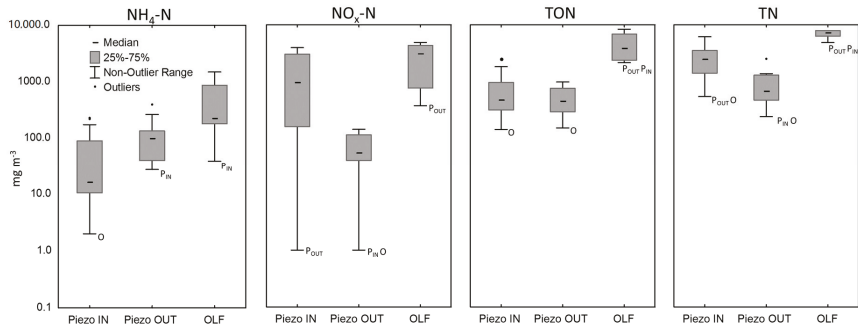 NH4-N
NOx-N
TON
TN
10,000.0
1000.0
100.0
10.0
1.0
0.1
mg m-3
Median
25%-75%
Non-Outlier Range
Outliers
O
PIN
PIN
POUT
PIN O
POUT
O
O
POUT PIN
POUT O
PIN O
POUT PIN
Piezo IN Piezo OUT OLF
Piezo IN Piezo OUT OLF
Piezo IN Piezo OUT OLF
Piezo IN Piezo OUT OLF